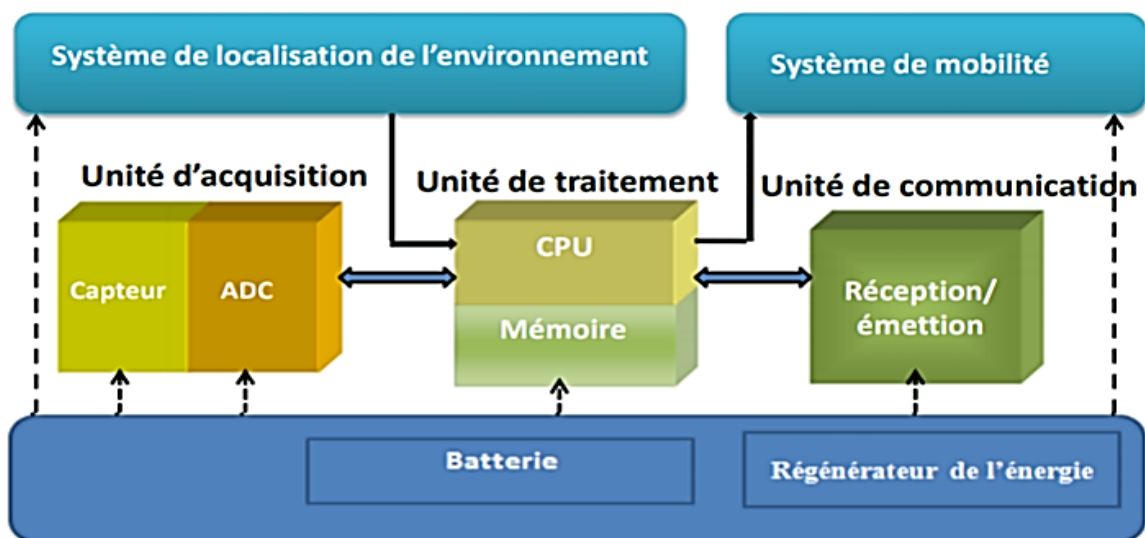 Système de localisation de l'environnement
Système de mobilité
Unité d'acquisition
Unité de traitement
Unité de communication
Capteur
ADC
CPU
Mémoire
Réception/
émettion
Batterie
Régénérateur de l'énergie